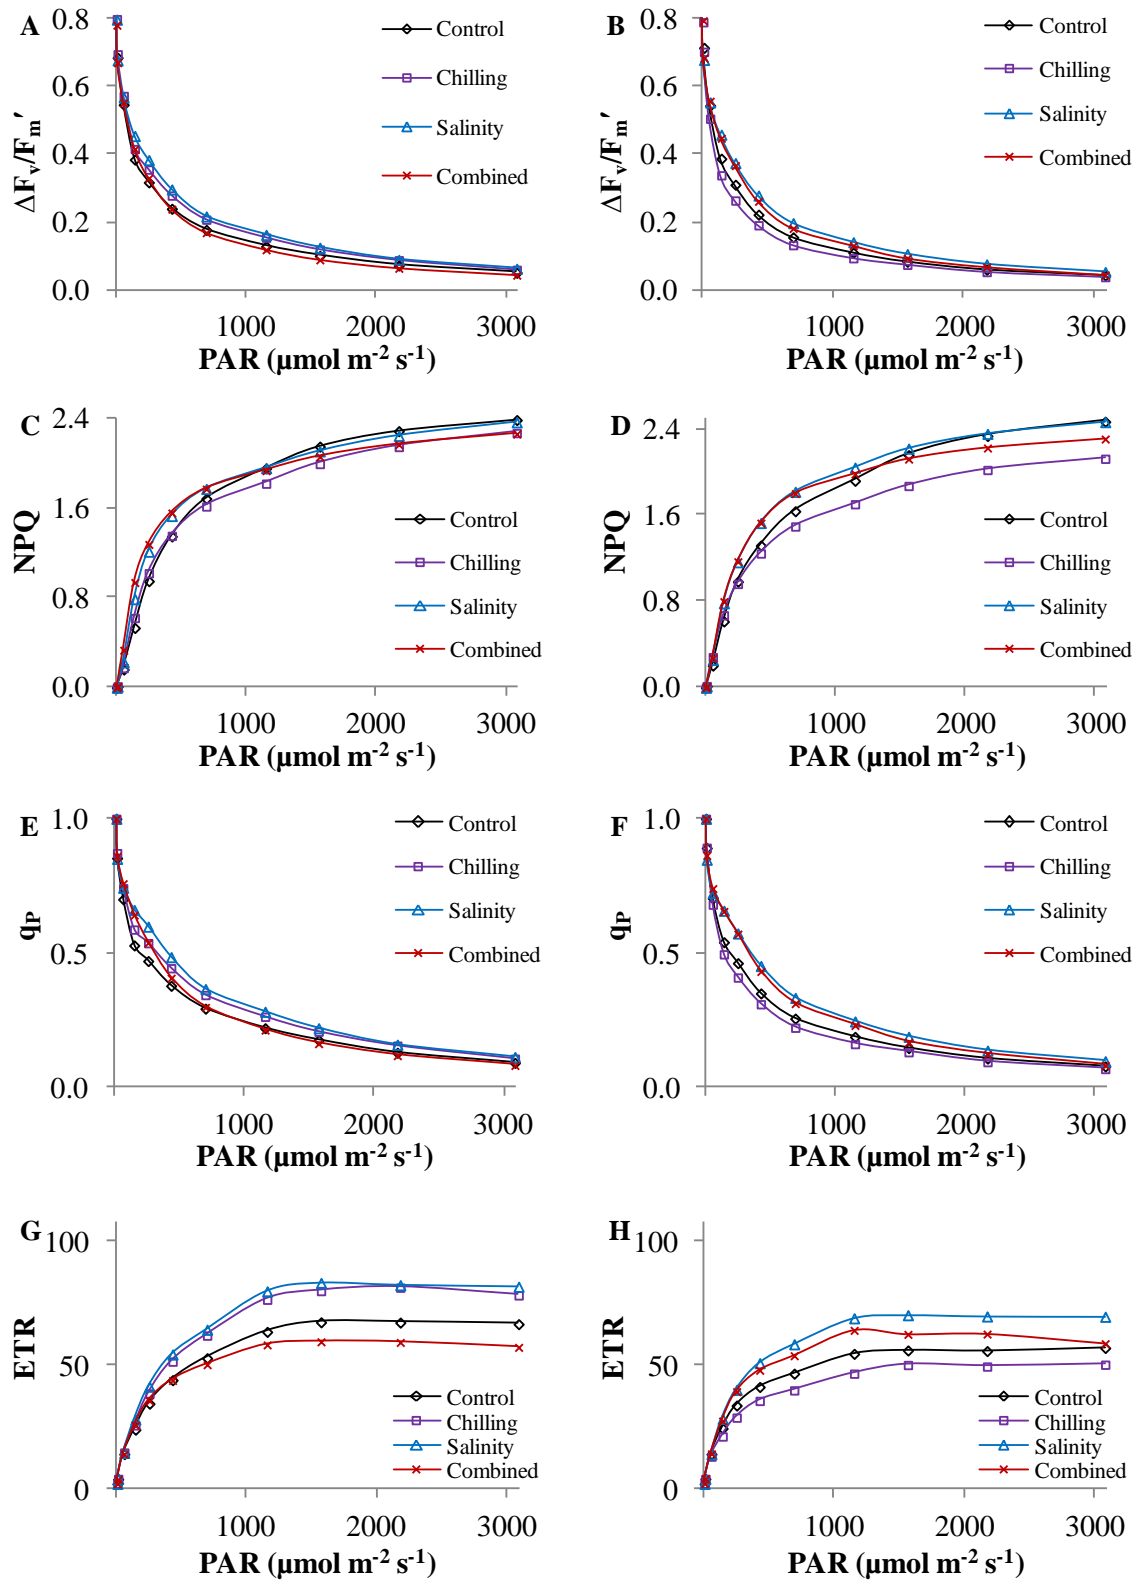 A
0.8
0.6
0.4
0.2
0.0
ΔFv/Fm′
Control
Chilling
Salinity
Combined
1000
2000
3000
PAR (µmol m-2 s-1)
B
0.8
0.6
0.4
0.2
0.0
ΔFv/Fm′
Control
Chilling
Salinity
Combined
1000
2000
3000
PAR (µmol m-2 s-1)
C
2.4
1.6
0.8
0.0
NPQ
Control
Chilling
Salinity
Combined
1000
2000
3000
PAR (µmol m-2 s-1)
D
2.4
1.6
0.8
0.0
NPQ
Control
Chilling
Salinity
Combined
1000
2000
3000
PAR (µmol m-2 s-1)
E
1.0
0.5
0.0
qP
Control
Chilling
Salinity
Combined
1000
2000
3000
PAR (µmol m-2 s-1)
F
1.0
0.5
0.0
qP
Control
Chilling
Salinity
Combined
1000
2000
3000
PAR (µmol m-2 s-1)
G
100
50
0
ETR
Control
Chilling
Salinity
Combined
1000
2000
3000
PAR (µmol m-2 s-1)
H
100
50
0
ETR
Control
Chilling
Salinity
Combined
1000
2000
3000
PAR (µmol m-2 s-1)